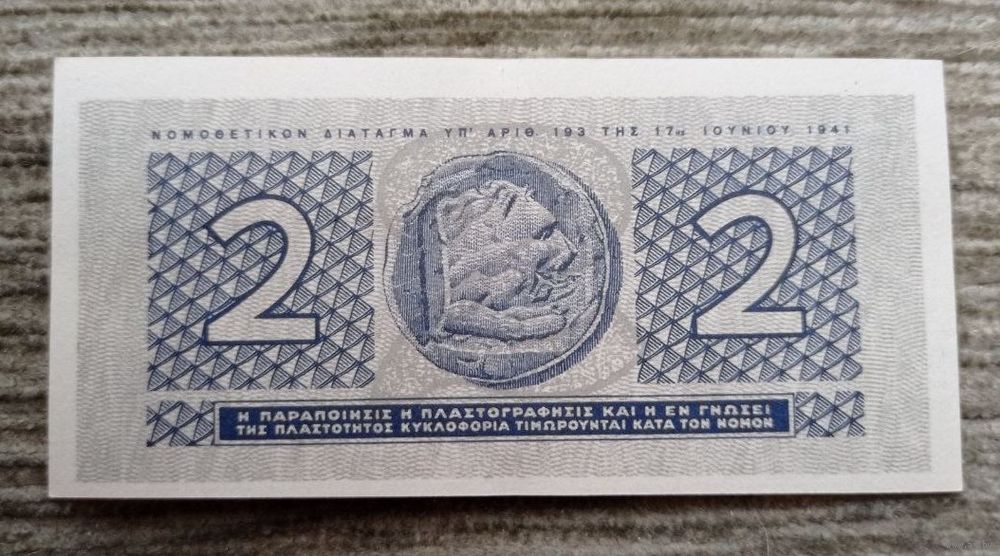 ΝΟΜΟΘΕΤΙΚΟΝ ΔΙΑΤΑΓΜΑ ΥΠ' ΑΡΙΘ. 193 ΤΗΣ 17ης ΙΟΥΝΙΟΥ 1941
2 2
Η ΠΑΡΑΠΟΙΗΣΙΣ Η ΠΛΑΣΤΟΓΡΑΦΗΣΙΣ ΚΑΙ Η ΕΝ ΓΝΩΣΕΙ
ΤΗΣ ΠΛΑΣΤΟΤΗΤΟΣ ΚΥΚΛΟΦΟΡΙΑ ΤΙΜΩΡΟΥΝΤΑΙ ΚΑΤΑ ΤΟΝ ΝΟΜΟΝ